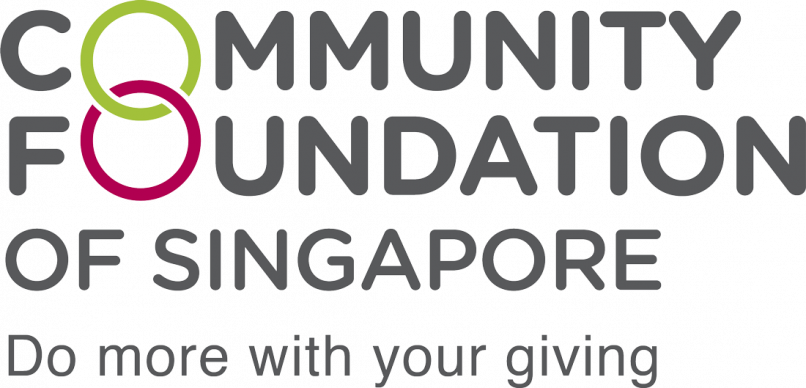 COMMUNITY
FOUNDATION
OF SINGAPORE
Do more with your giving